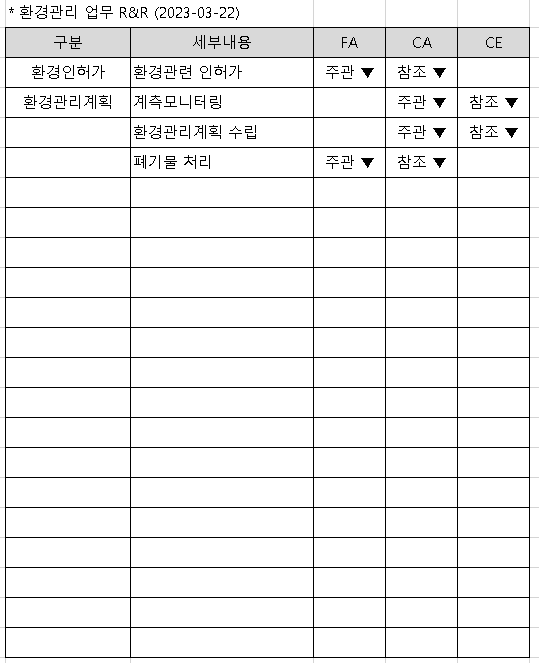 * 환경관리 업무 R&R (2023-03-22)
구분 세부내용 FA CA CE
환경인허가 환경관련 인허가 주관 ▼ 참조 ▼
환경관리계획 계측모니터링 주관 ▼ 참조 ▼
환경관리계획 수립 주관 ▼ 참조 ▼
폐기물 처리 주관 ▼ 참조 ▼